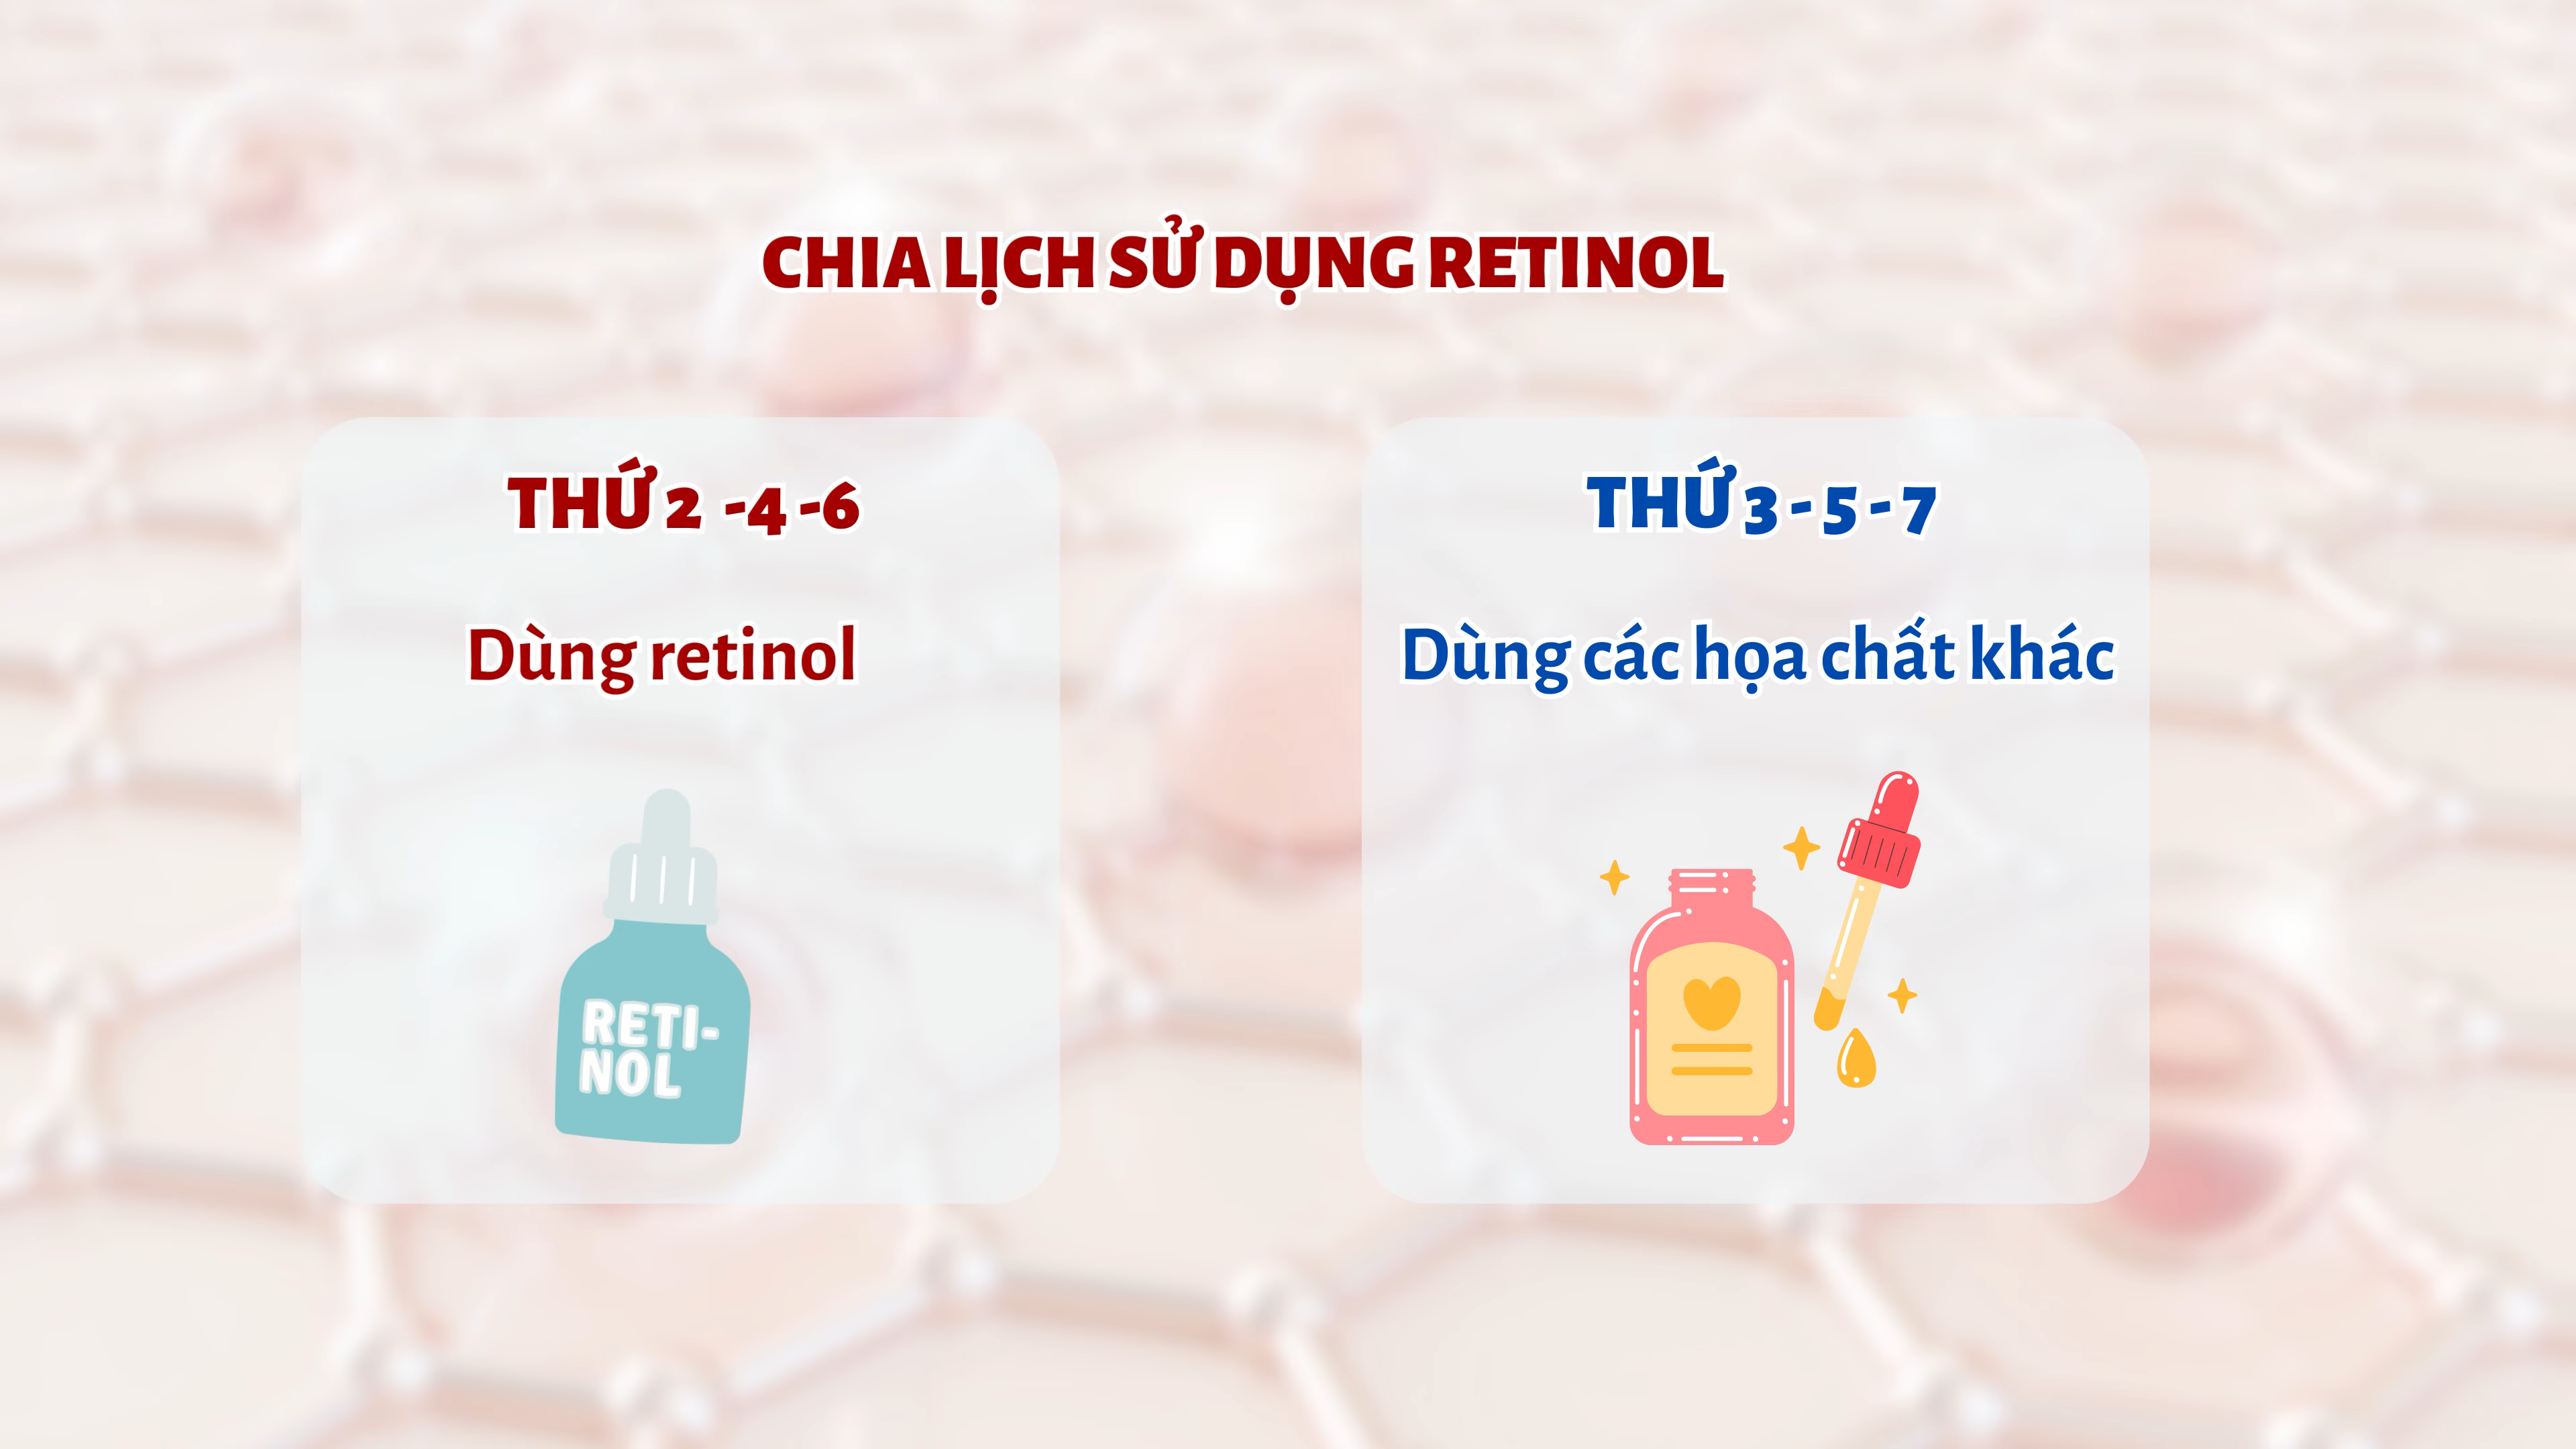 CHIA LỊCH SỬ DỤNG RETINOL
THỨ 2 -4 -6
Dùng retinol
RETI-
NOL
THỨ 3 - 5 - 7
Dùng các họa chất khác